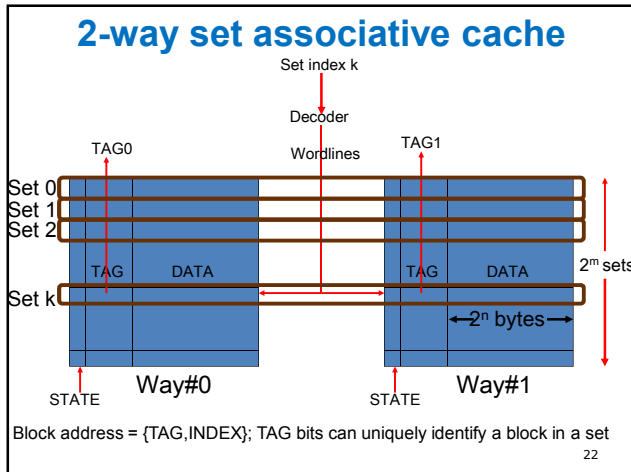 2-way set associative cache
Set index k
Decoder
TAG0
TAG1
Wordlines
Set 0
Set 1
Set 2
2ᵐ sets
TAG DATA
TAG DATA
Set k
2ⁿ bytes
Way#0
Way#1
STATE
STATE
Block address = {TAG,INDEX}; TAG bits can uniquely identify a block in a set
22